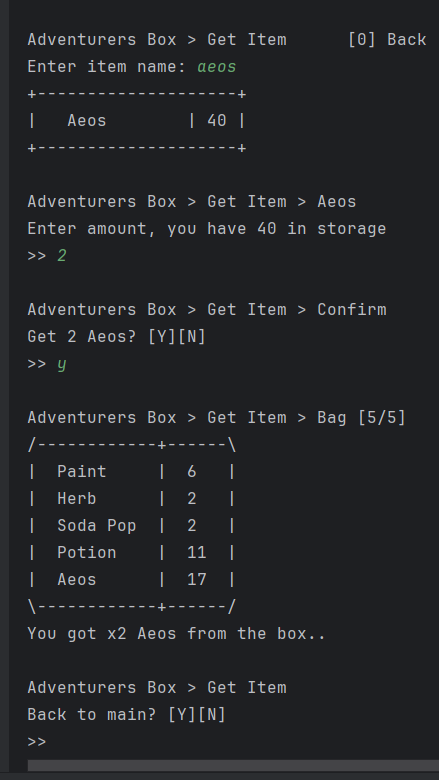 Adventurers Box > Get Item      [0] Back
Enter item name: aeos
+--------------------+
|   Aeos        | 40 |
+--------------------+
Adventurers Box > Get Item > Aeos
Enter amount, you have 40 in storage
>> 2
Adventurers Box > Get Item > Confirm
Get 2 Aeos? [Y][N]
>> y
Adventurers Box > Get Item > Bag [5/5]
/------------+------\
|  Paint     |  6   |
|  Herb      |  2   |
|  Soda Pop  |  2   |
|  Potion    |  11  |
|  Aeos      |  17  |
\------------+------/
You got x2 Aeos from the box..
Adventurers Box > Get Item
Back to main? [Y][N]
>>